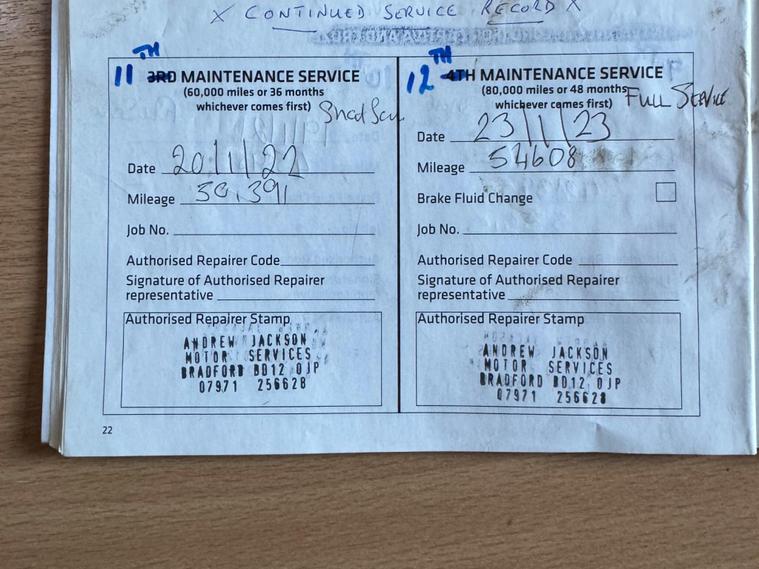 X CONTINUED SERVICE RECORD X
11TH 3RD MAINTENANCE SERVICE
(60,000 miles or 36 months
whichever comes first)
Date 20/1/22
Mileage
Job No.
Authorised Repairer Code
Signature of Authorised Repairer
representative
Authorised Repairer Stamp
ANDREW JACKSON
MOTOR SERVICES
BRADFORD BD12 0JP
07971 256628
22
12TH 4TH MAINTENANCE SERVICE
(80,000 miles or 48 months
whichever comes first) FULL SERVICE
Date 23/1/23
Mileage 54608
Brake Fluid Change
Job No.
Authorised Repairer Code
Signature of Authorised Repairer
representative
Authorised Repairer Stamp
ANDREW JACKSON
MOTOR SERVICES
BRADFORD BD12 0JP
07971 256628